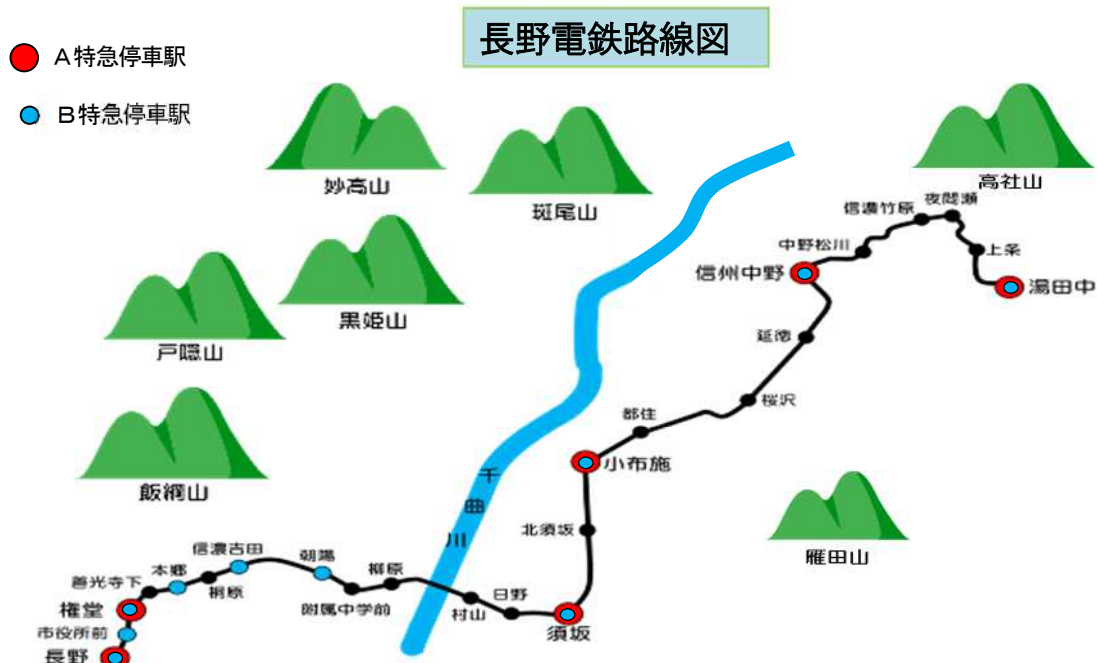 長野電鉄路線図
A特急停車駅
B特急停車駅
妙高山
斑尾山
高社山
黒姫山
戸隠山
飯綱山
雁田山
千曲川
湯田中
上条
夜間瀬
信濃竹原
中野松川
信州中野
延徳
桜沢
都住
小布施
北須坂
須坂
日野
村山
柳原
附属中学前
朝陽
信濃吉田
桐原
本郷
善光寺下
権堂
市役所前
長野